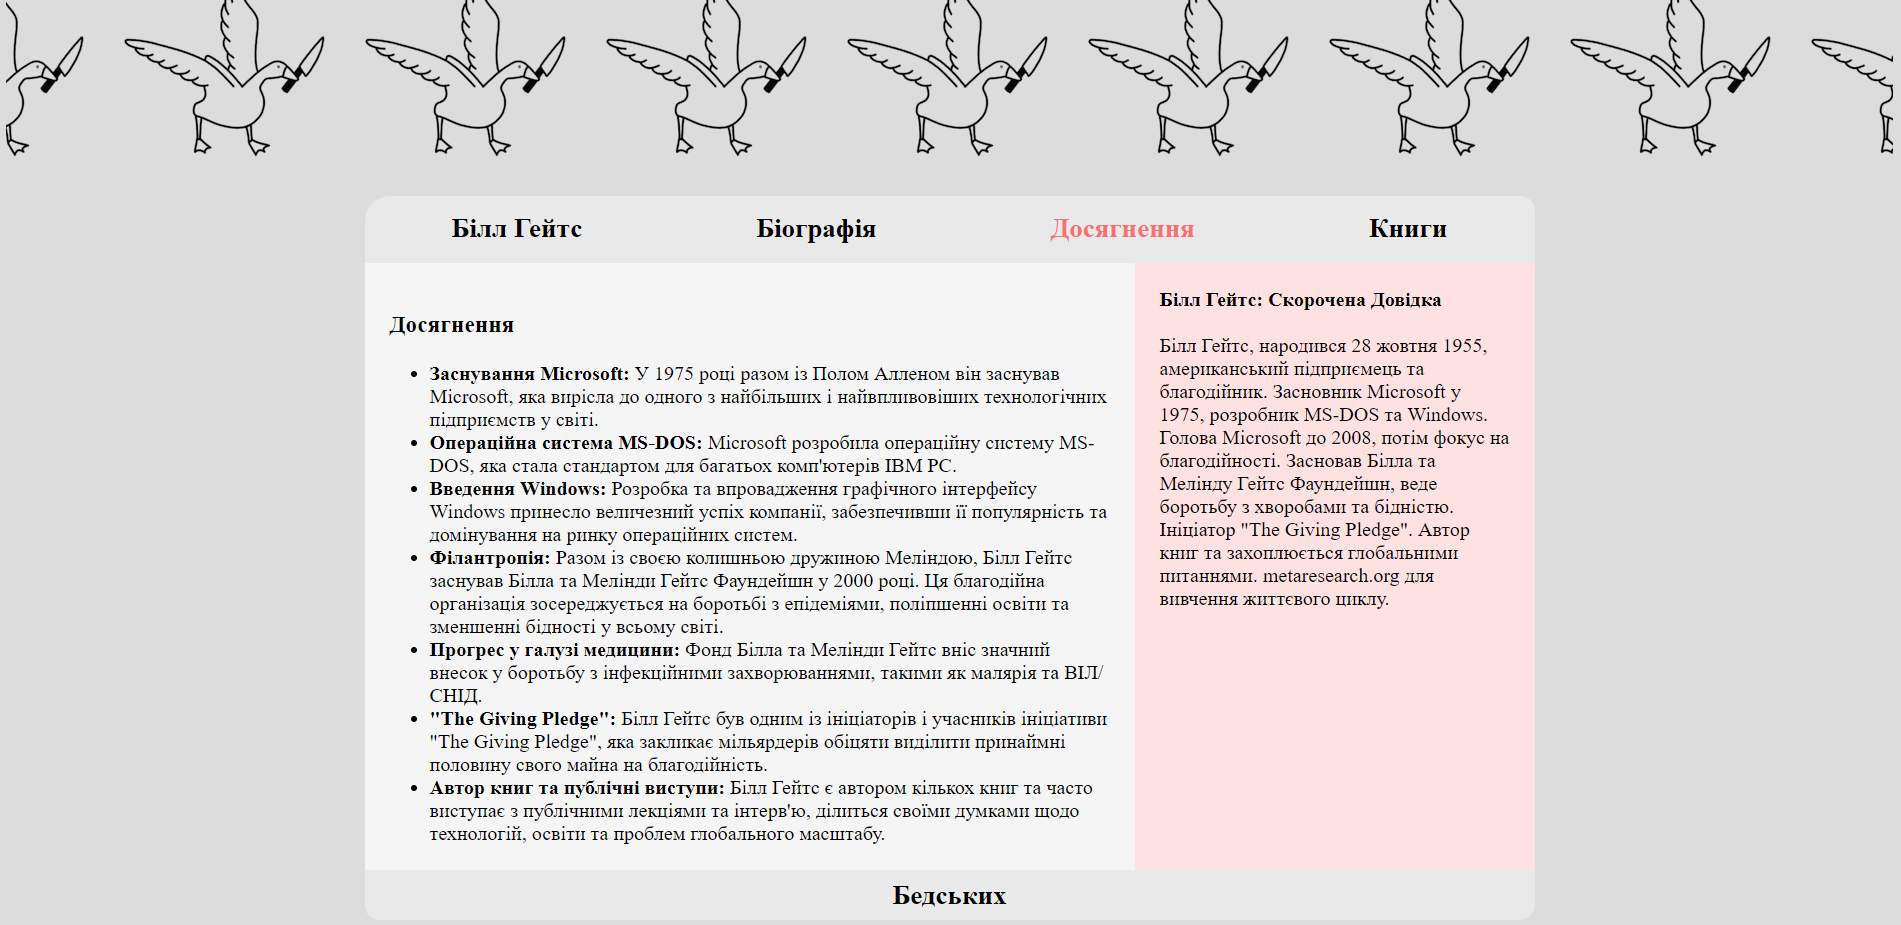 Білл Гейтс Біографія Досягнення Книги
Досягнення
Заснування Microsoft: У 1975 році разом із Полом Алленом він заснував
Microsoft, яка вирісла до одного з найбільших і найвпливовіших технологічних
підприємств у світі.
Операційна система MS-DOS: Microsoft розробила операційну систему MS-
DOS, яка стала стандартом для багатьох комп'ютерів IBM PC.
Введення Windows: Розробка та впровадження графічного інтерфейсу
Windows принесло величезний успіх компанії, забезпечивши її популярність та
домінування на ринку операційних систем.
Філантропія: Разом із своєю колишньою дружиною Меліндою, Білл Гейтс
заснував Білла та Мелінди Гейтс Фаундейшн у 2000 році. Ця благодійна
організація зосереджується на боротьбі з епідеміями, поліпшенні освіти та
зменшенні бідності у всьому світі.
Прогрес у галузі медицини: Фонд Білла та Мелінди Гейтс вніс значний
внесок у боротьбу з інфекційними захворюваннями, такими як малярія та ВІЛ/
СНІД.
"The Giving Pledge": Білл Гейтс був одним із ініціаторів і учасників ініціативи
"The Giving Pledge", яка закликає мільярдерів обіцяти виділити принаймні
половину свого майна на благодійність.
Автор книг та публічні виступи: Білл Гейтс є автором кількох книг та часто
виступає з публічними лекціями та інтерв'ю, ділиться своїми думками щодо
технологій, освіти та проблем глобального масштабу.
Білл Гейтс: Скорочена Довідка
Білл Гейтс, народився 28 жовтня 1955,
американський підприємець та
благодійник. Засновник Microsoft у
1975, розробник MS-DOS та Windows.
Голова Microsoft до 2008, потім фокус на
благодійності. Засновав Білла та
Мелінду Гейтс Фаундейшн, веде
боротьбу з хворобами та бідністю.
Ініціатор "The Giving Pledge". Автор
книг та захоплюється глобальними
питаннями. metaresearch.org для
вивчення життєвого циклу.
Бедських